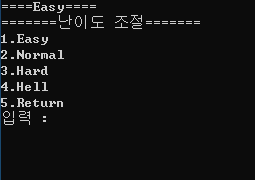 ====Easy====
=======난이도 조절=======
1.Easy
2.Normal
3.Hard
4.Hell
5.Return
입력 :